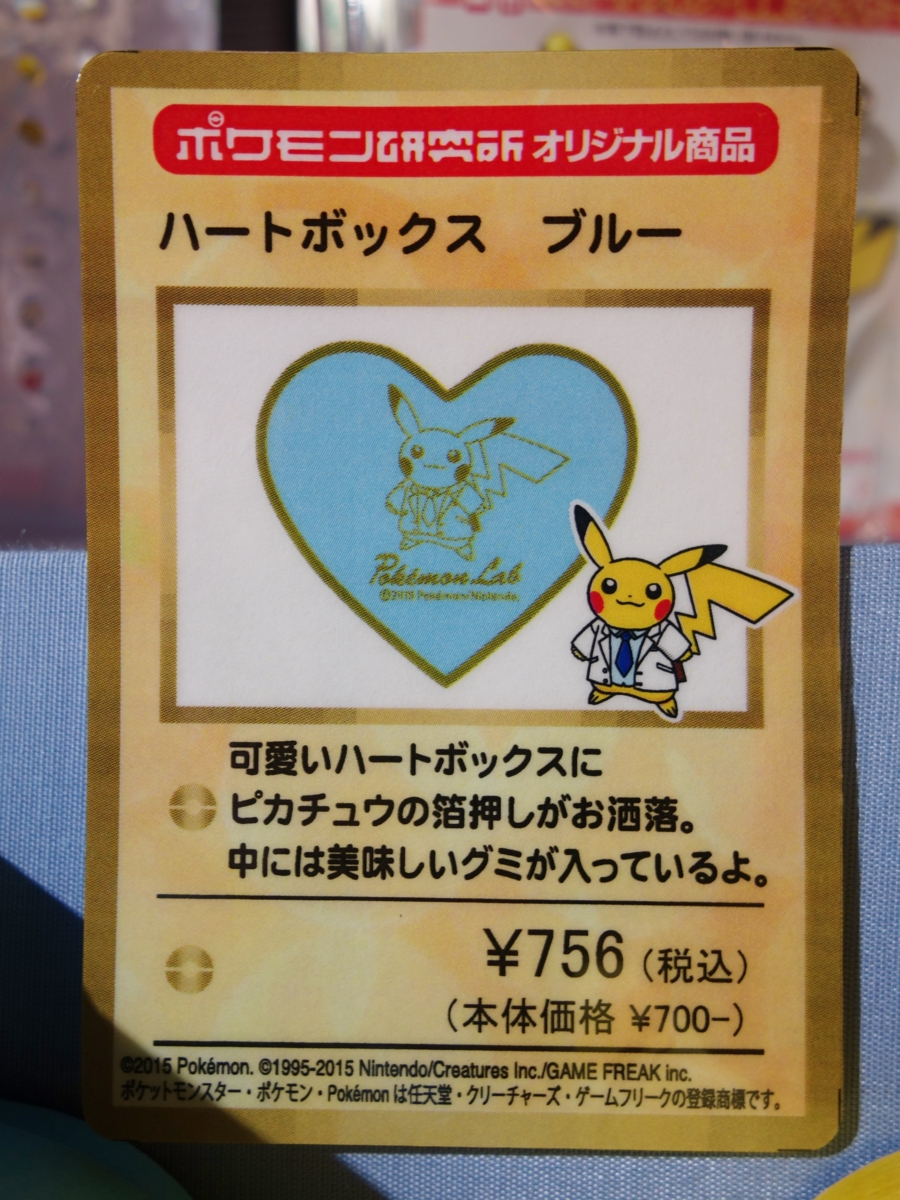 ポケモン研究所 オリジナル商品
ハートボックス　ブルー
Pokémon Lab
©2015 Pokémon/Nintendo.
可愛いハートボックスに
ピカチュウの箔押しがお洒落。
中には美味しいグミが入っているよ。
¥756（税込）
（本体価格 ¥700-）
©2015 Pokémon. ©1995-2015 Nintendo/Creatures Inc./GAME FREAK inc.
ポケットモンスター・ポケモン・Pokémonは任天堂・クリーチャーズ・ゲームフリークの登録商標です。